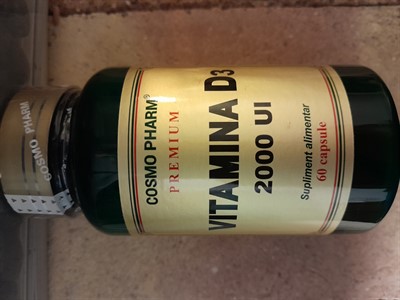 COSMO PHARM
COSMO PHARM®
PREMIUM
VITAMINA D3
2000 UI
Supliment alimentar
60 capsule